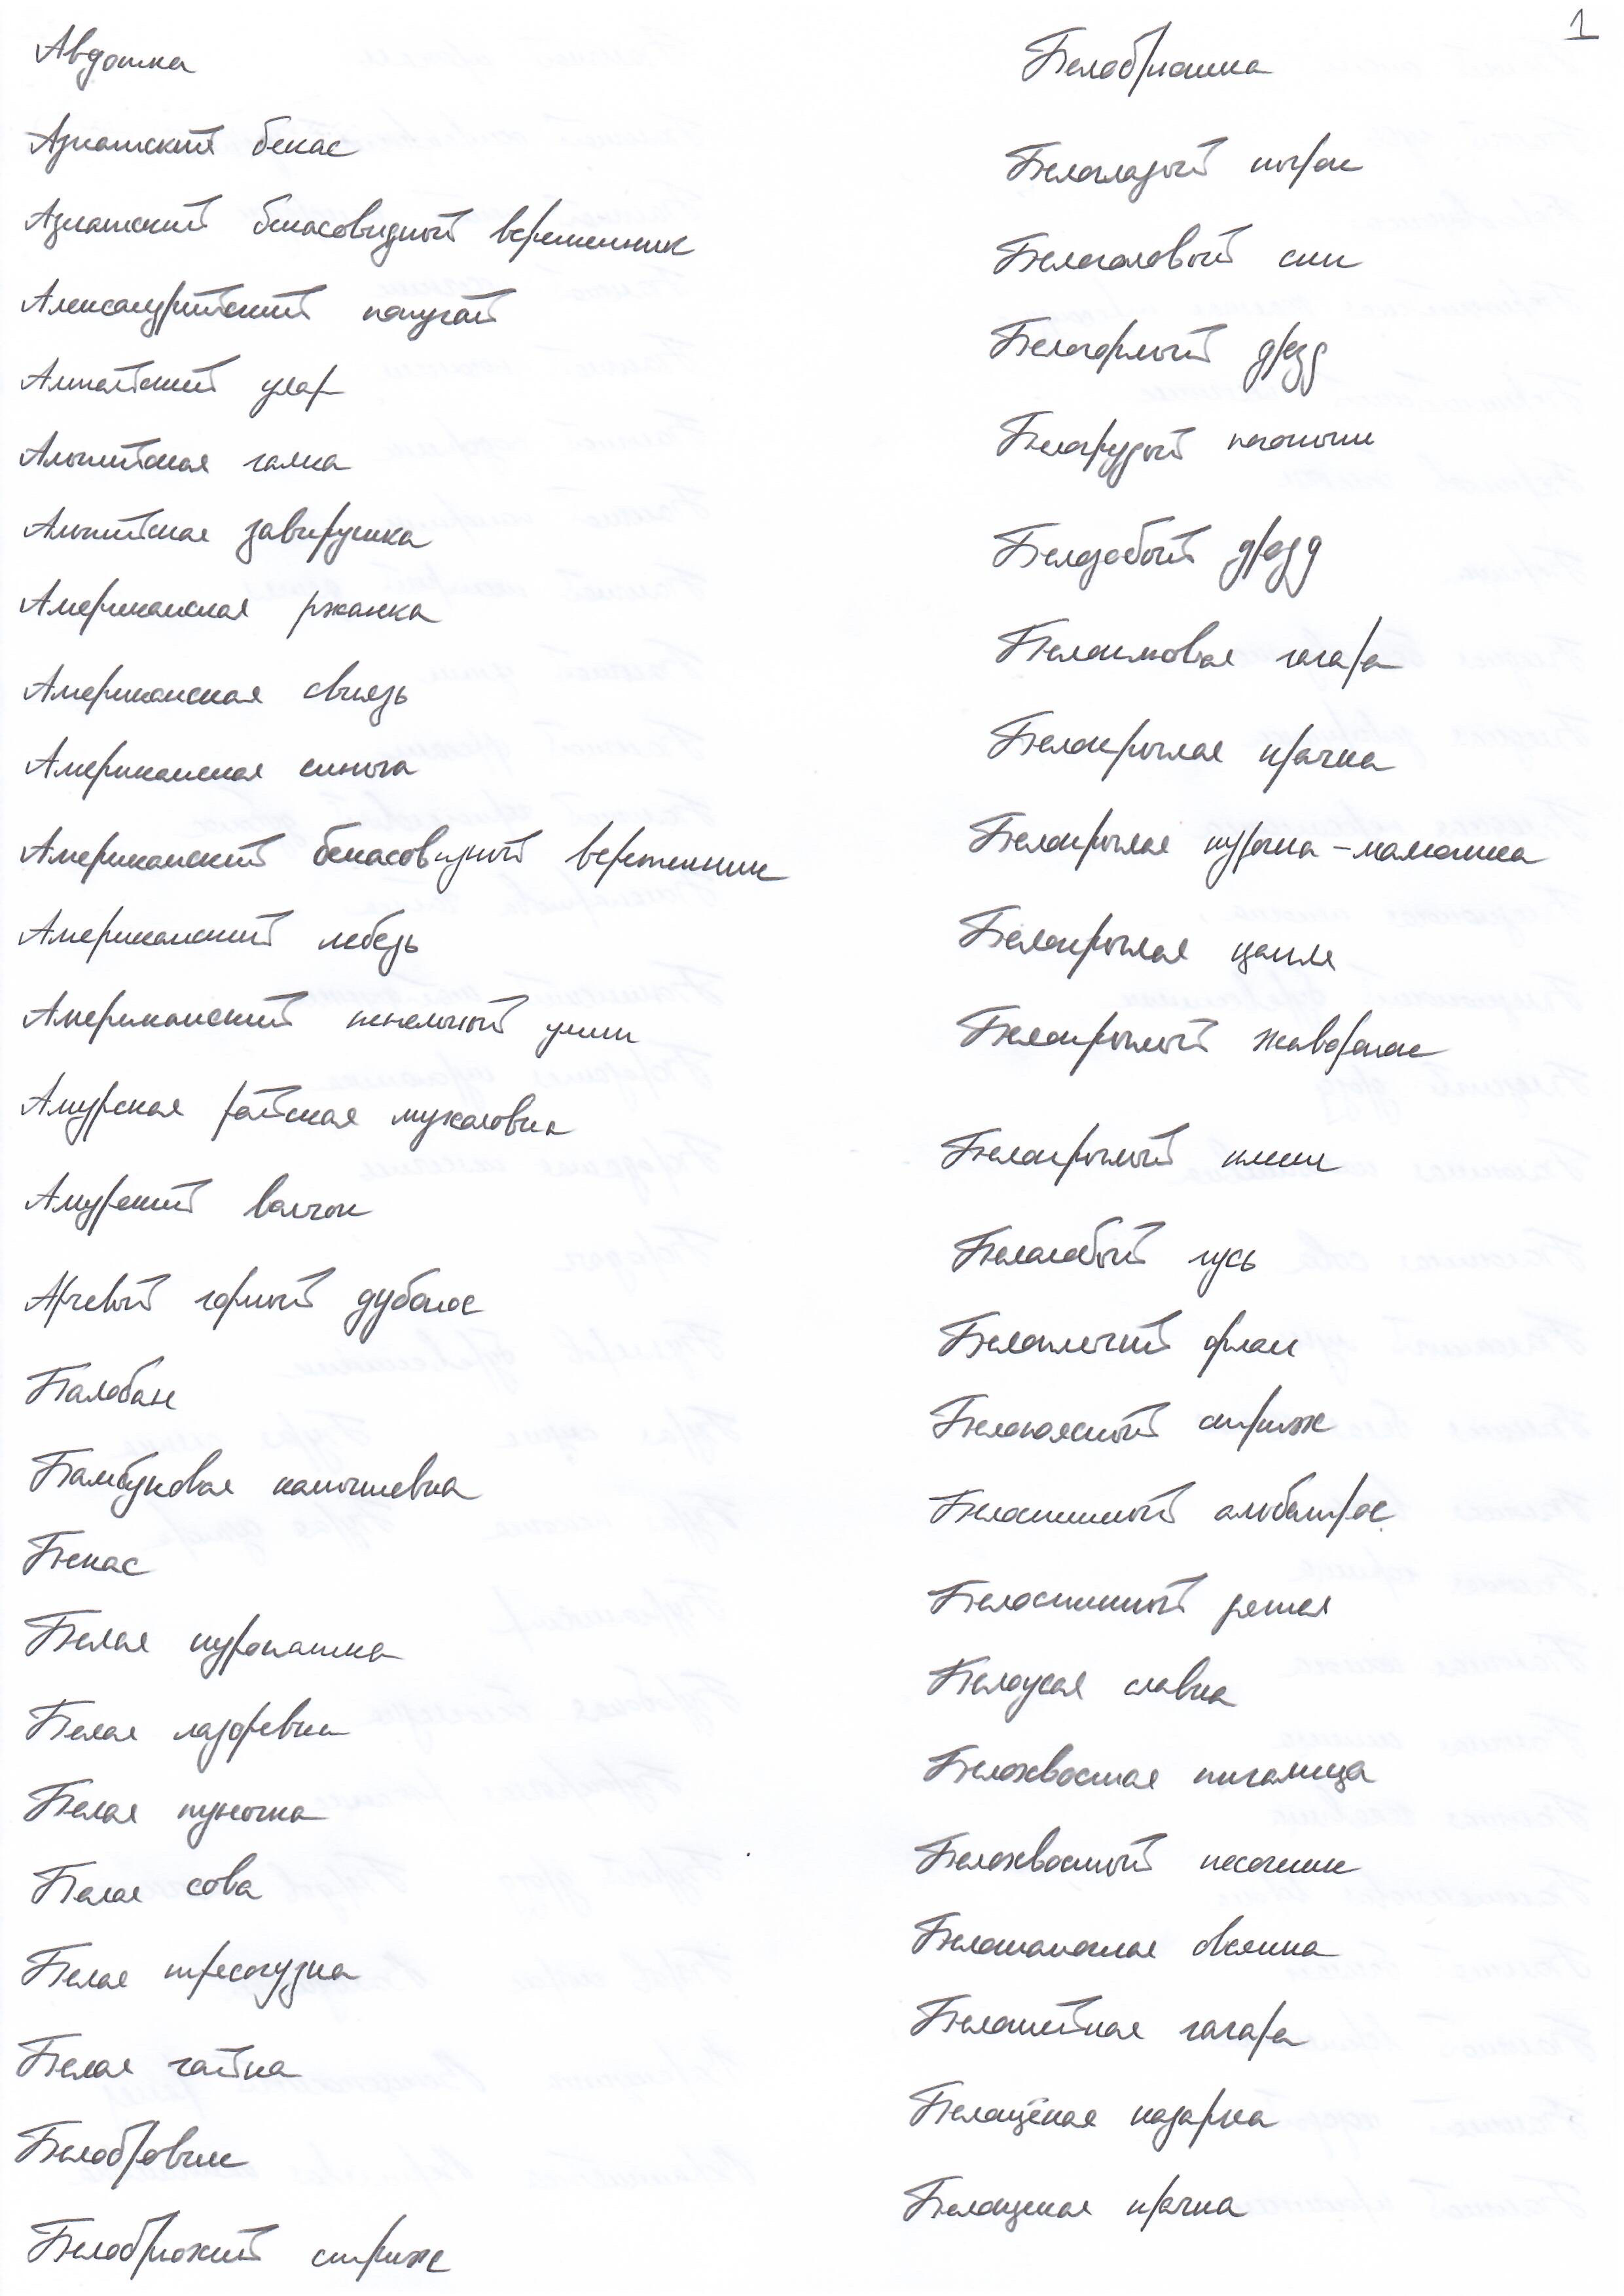 Авдотка
Азиатский бекас
Азиатский бекасовидный веретенник
Александрийский попугай
Алтайский улар
Альпийская галка
Альпийская завирушка
Американская ржанка
Американская свиязь
Американская синьга
Американский бекасовидный веретенник
Американский лебедь
Американский пепельный улит
Амурская райская мухоловка
Амурский волчок
Арчевый горный дубонос
Балобан
Бамбуковая камышевка
Бекас
Белая куропатка
Белая лазоревка
Белая пуночка
Белая сова
Белая трясогузка
Белая чайка
Белобровик
Белобрюхий стриж
1
Белобрюшка
Белоглазый нырок
Белоголовый сип
Белогорлый дрозд
Белогрудый погоныш
Белозобый дрозд
Белоклювая гагара
Белокрылая крачка
Белокрылая курочка-малютка
Белокрылая цапля
Белокрылый жаворонок
Белокрылый клест
Белолобый гусь
Белоплечий орлан
Белопоясный стриж
Белоспинный альбатрос
Белоспинный дятел
Белоусая славка
Белохвостая пигалица
Белохвостый песочник
Белошапочная овсянка
Белошейная гагара
Белощёкая казарка
Белощекая крачка